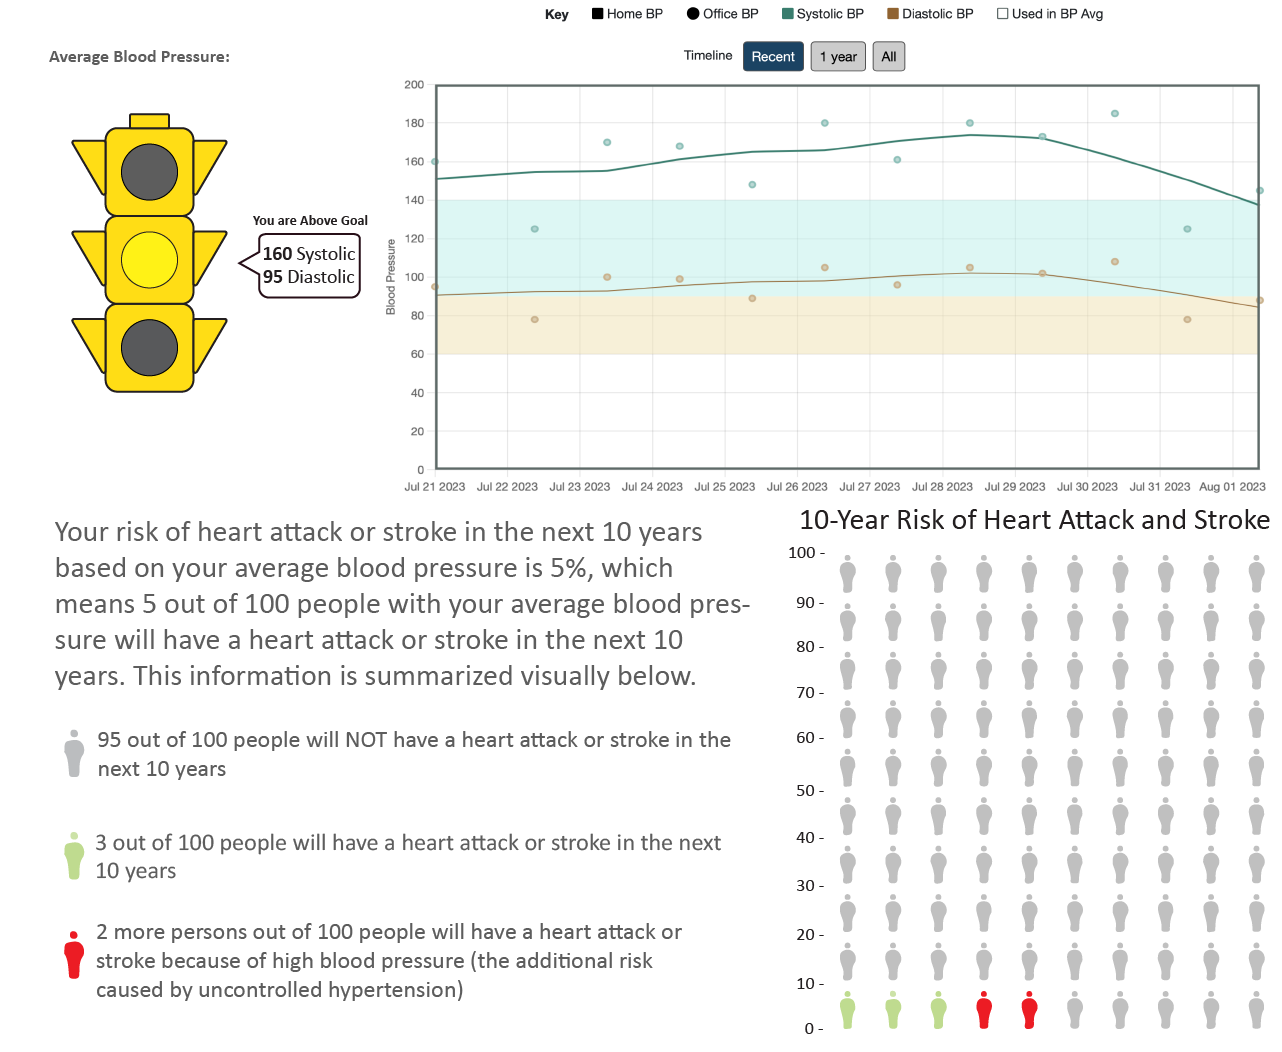 Key Home BP Office BP Systolic BP Diastolic BP Used in BP Avg
Average Blood Pressure:
Timeline Recent 1 year All
You are Above Goal
160 Systolic
95 Diastolic
Blood Pressure
200
180
160
140
120
100
80
60
40
20
0
Jul 21 2023 Jul 22 2023 Jul 23 2023 Jul 24 2023 Jul 25 2023 Jul 26 2023 Jul 27 2023 Jul 28 2023 Jul 29 2023 Jul 30 2023 Jul 31 2023 Aug 01 2023
Your risk of heart attack or stroke in the next 10 years
based on your average blood pressure is 5%, which
means 5 out of 100 people with your average blood pres-
sure will have a heart attack or stroke in the next 10
years. This information is summarized visually below.
95 out of 100 people will NOT have a heart attack or stroke in the
next 10 years
3 out of 100 people will have a heart attack or stroke in the next
10 years
2 more persons out of 100 people will have a heart attack or
stroke because of high blood pressure (the additional risk
caused by uncontrolled hypertension)
10-Year Risk of Heart Attack and Stroke
100 -
90 -
80 -
70 -
60 -
50 -
40 -
30 -
20 -
10 -
0 -